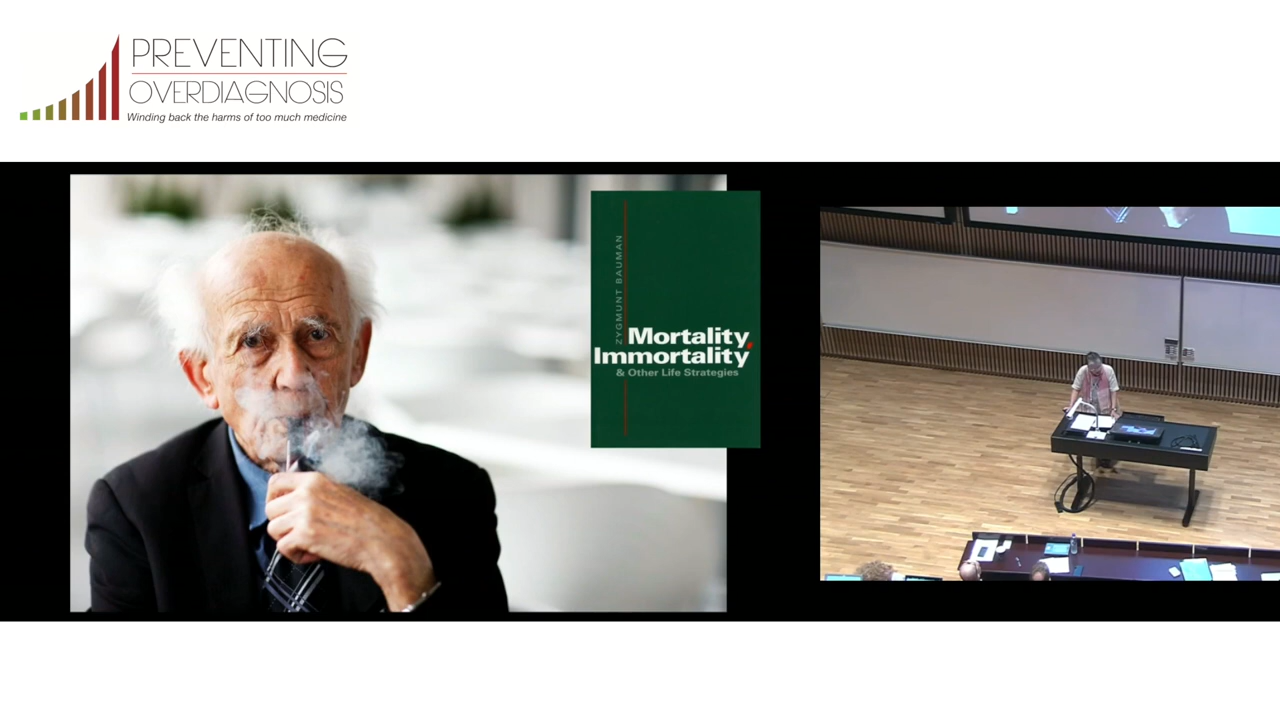 PREVENTING
OVERDIAGNOSIS
Winding back the harms of too much medicine
ZYGMUNT BAUMAN
Mortality,
Immortality
& Other Life Strategies